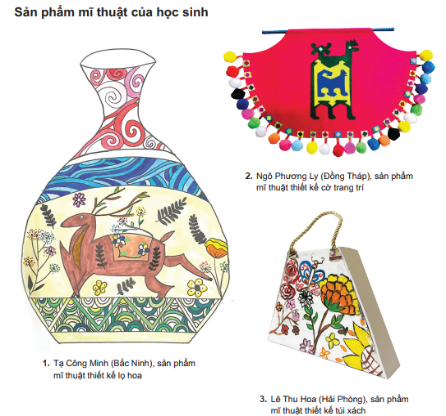 Sản phẩm mĩ thuật của học sinh
2. Ngô Phương Ly (Đồng Tháp), sản phẩm
mĩ thuật thiết kế cờ trang trí
1. Tạ Công Minh (Bắc Ninh), sản phẩm
mĩ thuật thiết kế lọ hoa
3. Lê Thu Hoa (Hải Phòng), sản phẩm
mĩ thuật thiết kế túi xách